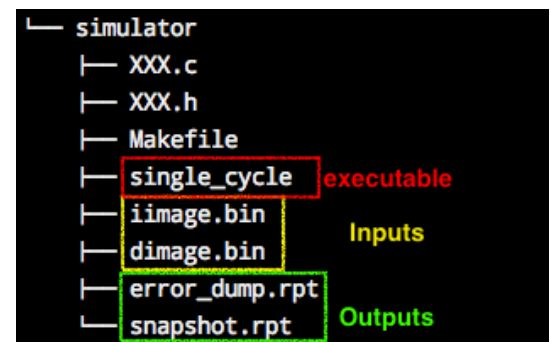 └── simulator
├── XXX.c
├── XXX.h
├── Makefile
├── single_cycle executable
├── iimage.bin
Inputs
├── dimage.bin
├── error_dump.rpt
Outputs
└── snapshot.rpt